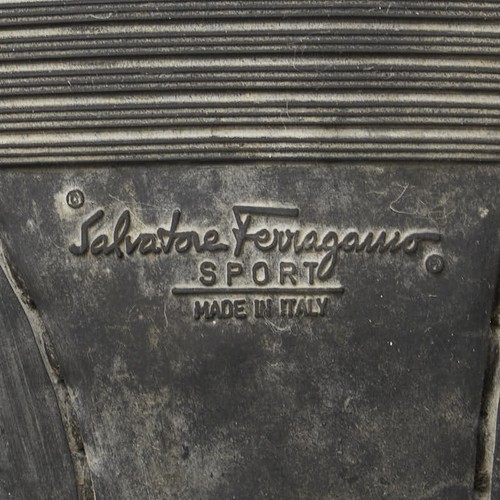 ® Salvatore Ferragamo ®
SPORT
MADE IN ITALY